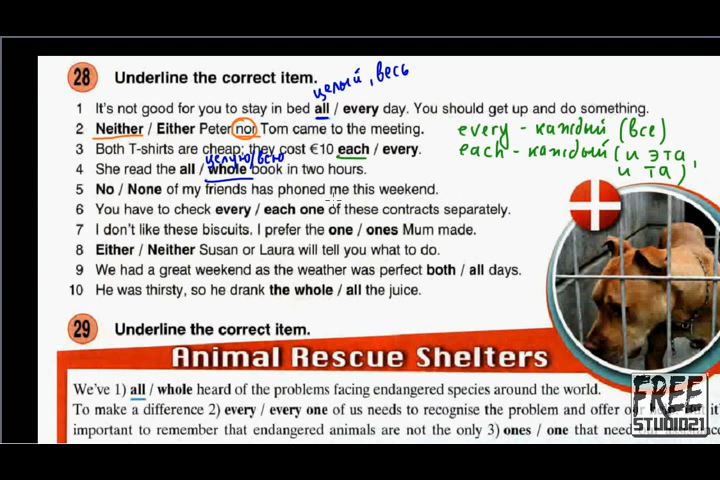 28 Underline the correct item.
целый, весь
1 It's not good for you to stay in bed all / every day. You should get up and do something.
2 Neither / Either Peter nor Tom came to the meeting.
every - каждый (все)
3 Both T-shirts are cheap; they cost €10 each / every.
each - каждый (и эта,
и та)
целую/всю
4 She read the all / whole book in two hours.
5 No / None of my friends has phoned me this weekend.
6 You have to check every / each one of these contracts separately.
7 I don't like these biscuits. I prefer the one / ones Mum made.
8 Either / Neither Susan or Laura will tell you what to do.
9 We had a great weekend as the weather was perfect both / all days.
10 He was thirsty, so he drank the whole / all the juice.
29 Underline the correct item.
Animal Rescue Shelters
We've 1) all / whole heard of the problems facing endangered species around the world.
To make a difference 2) every / every one of us needs to recognise the problem and offer
important to remember that endangered animals are not the only 3) ones / one that need
FREE
STUDIO21